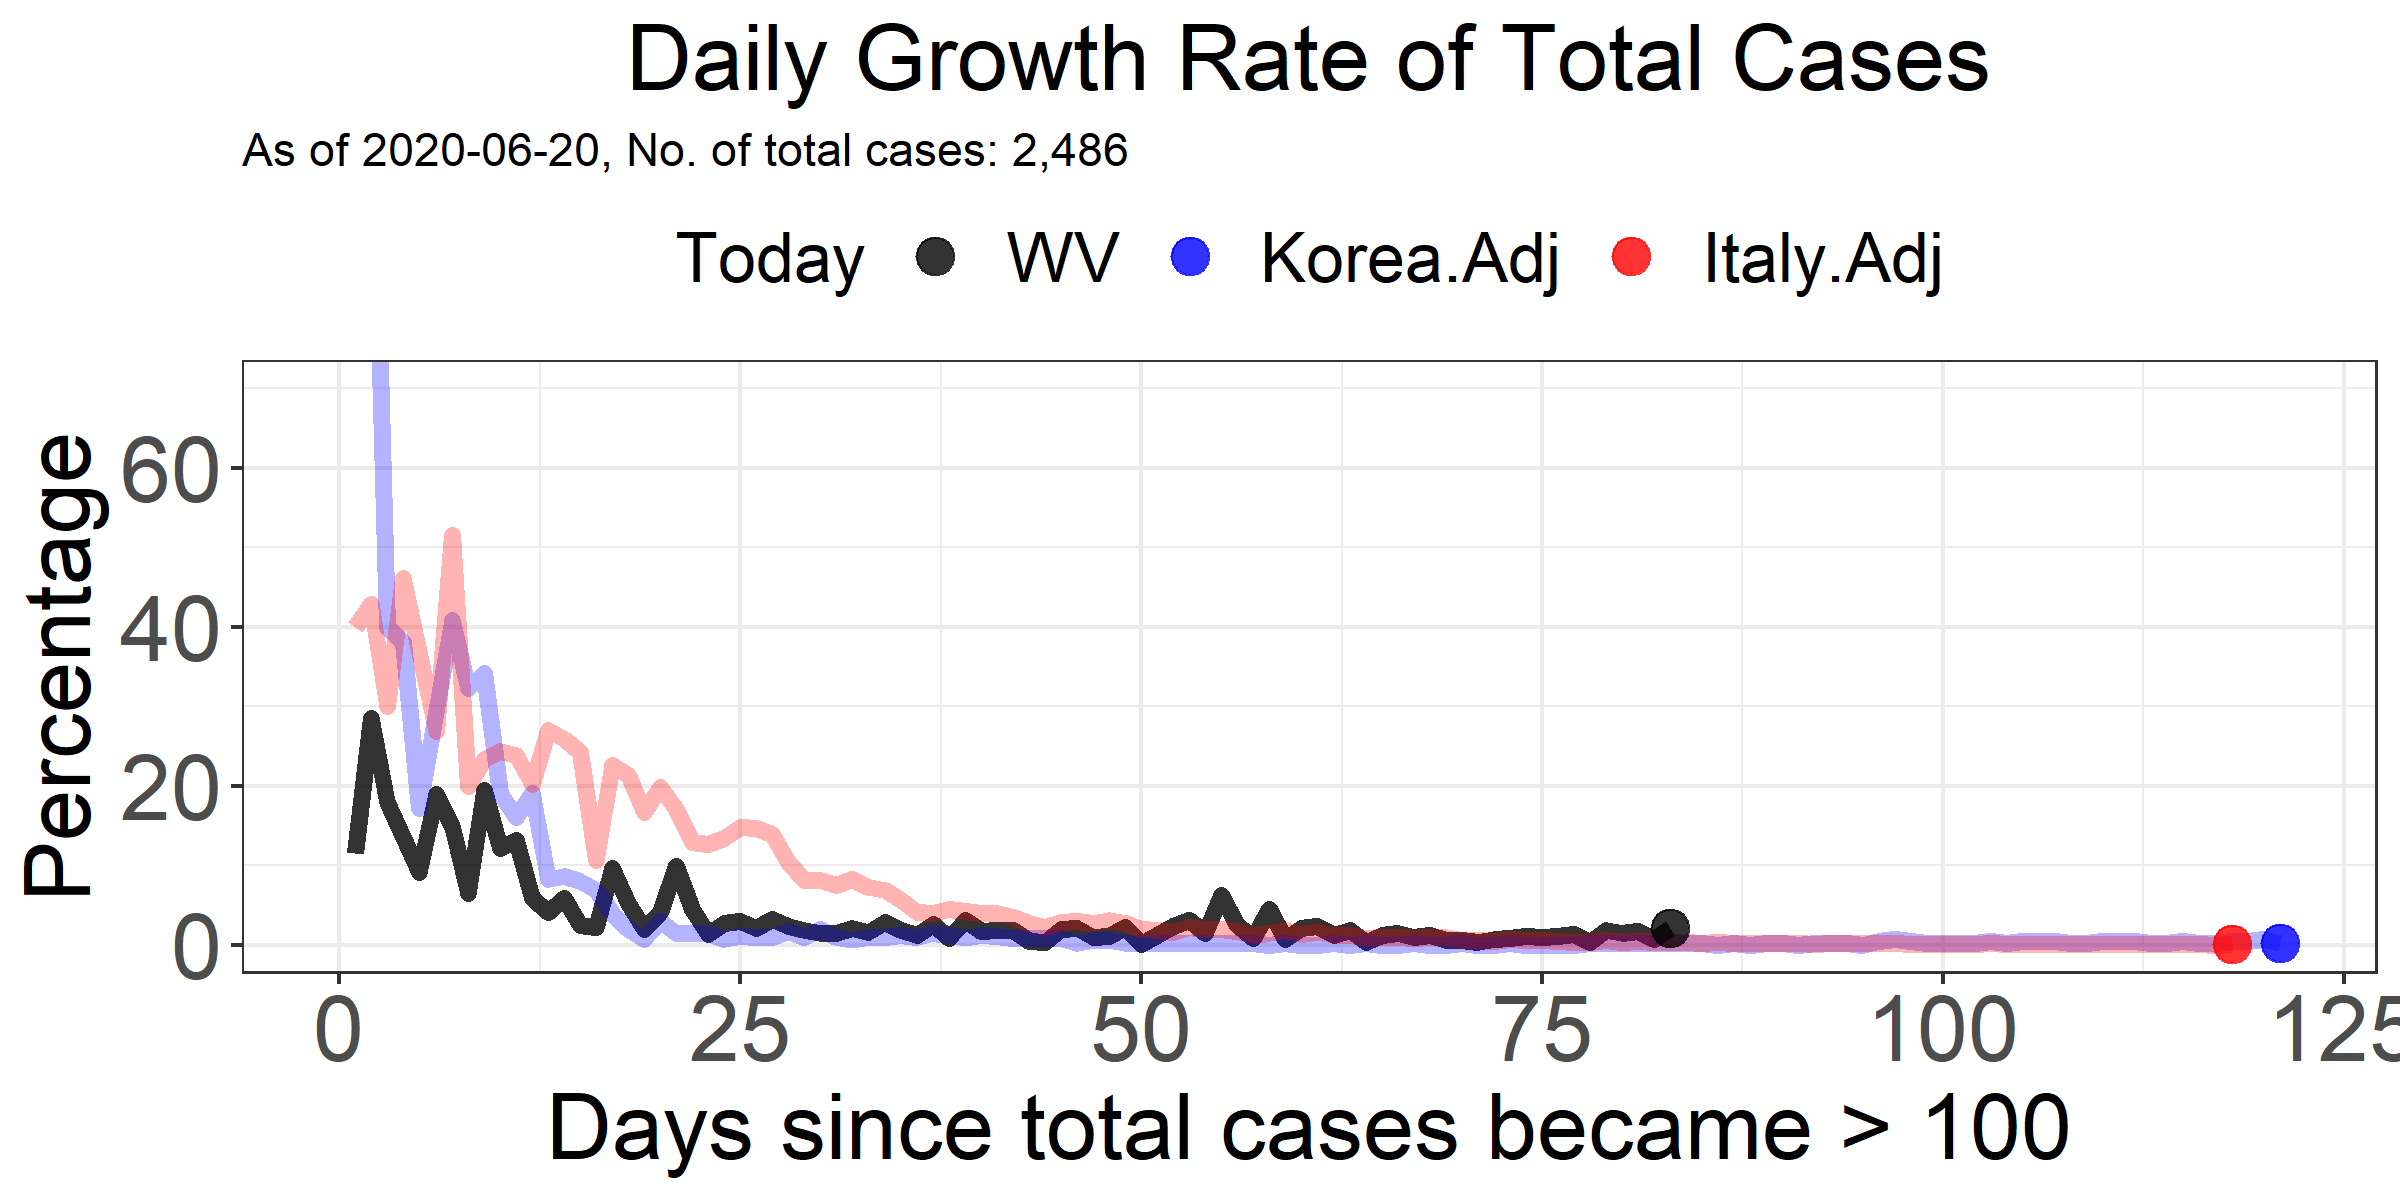 Daily Growth Rate of Total Cases
As of 2020-06-20, No. of total cases: 2,486
Today WV Korea.Adj Italy.Adj
Percentage
60
40
20
0
0 25 50 75 100 125
Days since total cases became > 100